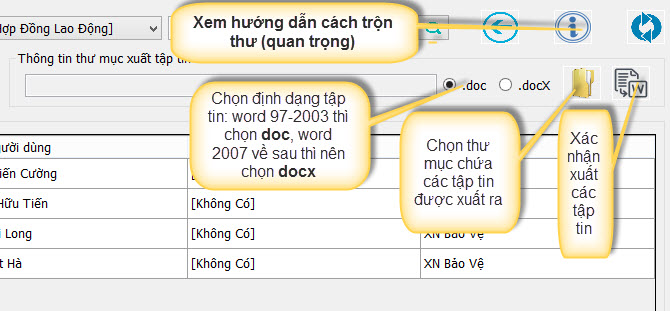 Hợp Đồng Lao Động]
Xem hướng dẫn cách trộn
thư (quan trọng)
Thông tin thư mục xuất tập tin
.doc
.docX
Chọn định dạng tập
tin: word 97-2003 thì
chọn doc, word
2007 về sau thì nên
chọn docx
Chọn thư
mục chứa
các tập tin
được xuất ra
Xác
nhận
xuất
các
tập
tin
W
gười dùng
iến Cường
Hữu Tiến
[Không Có]
i Long
[Không Có]
XN Bảo Vệ
t Hà
[Không Có]
XN Bảo Vệ